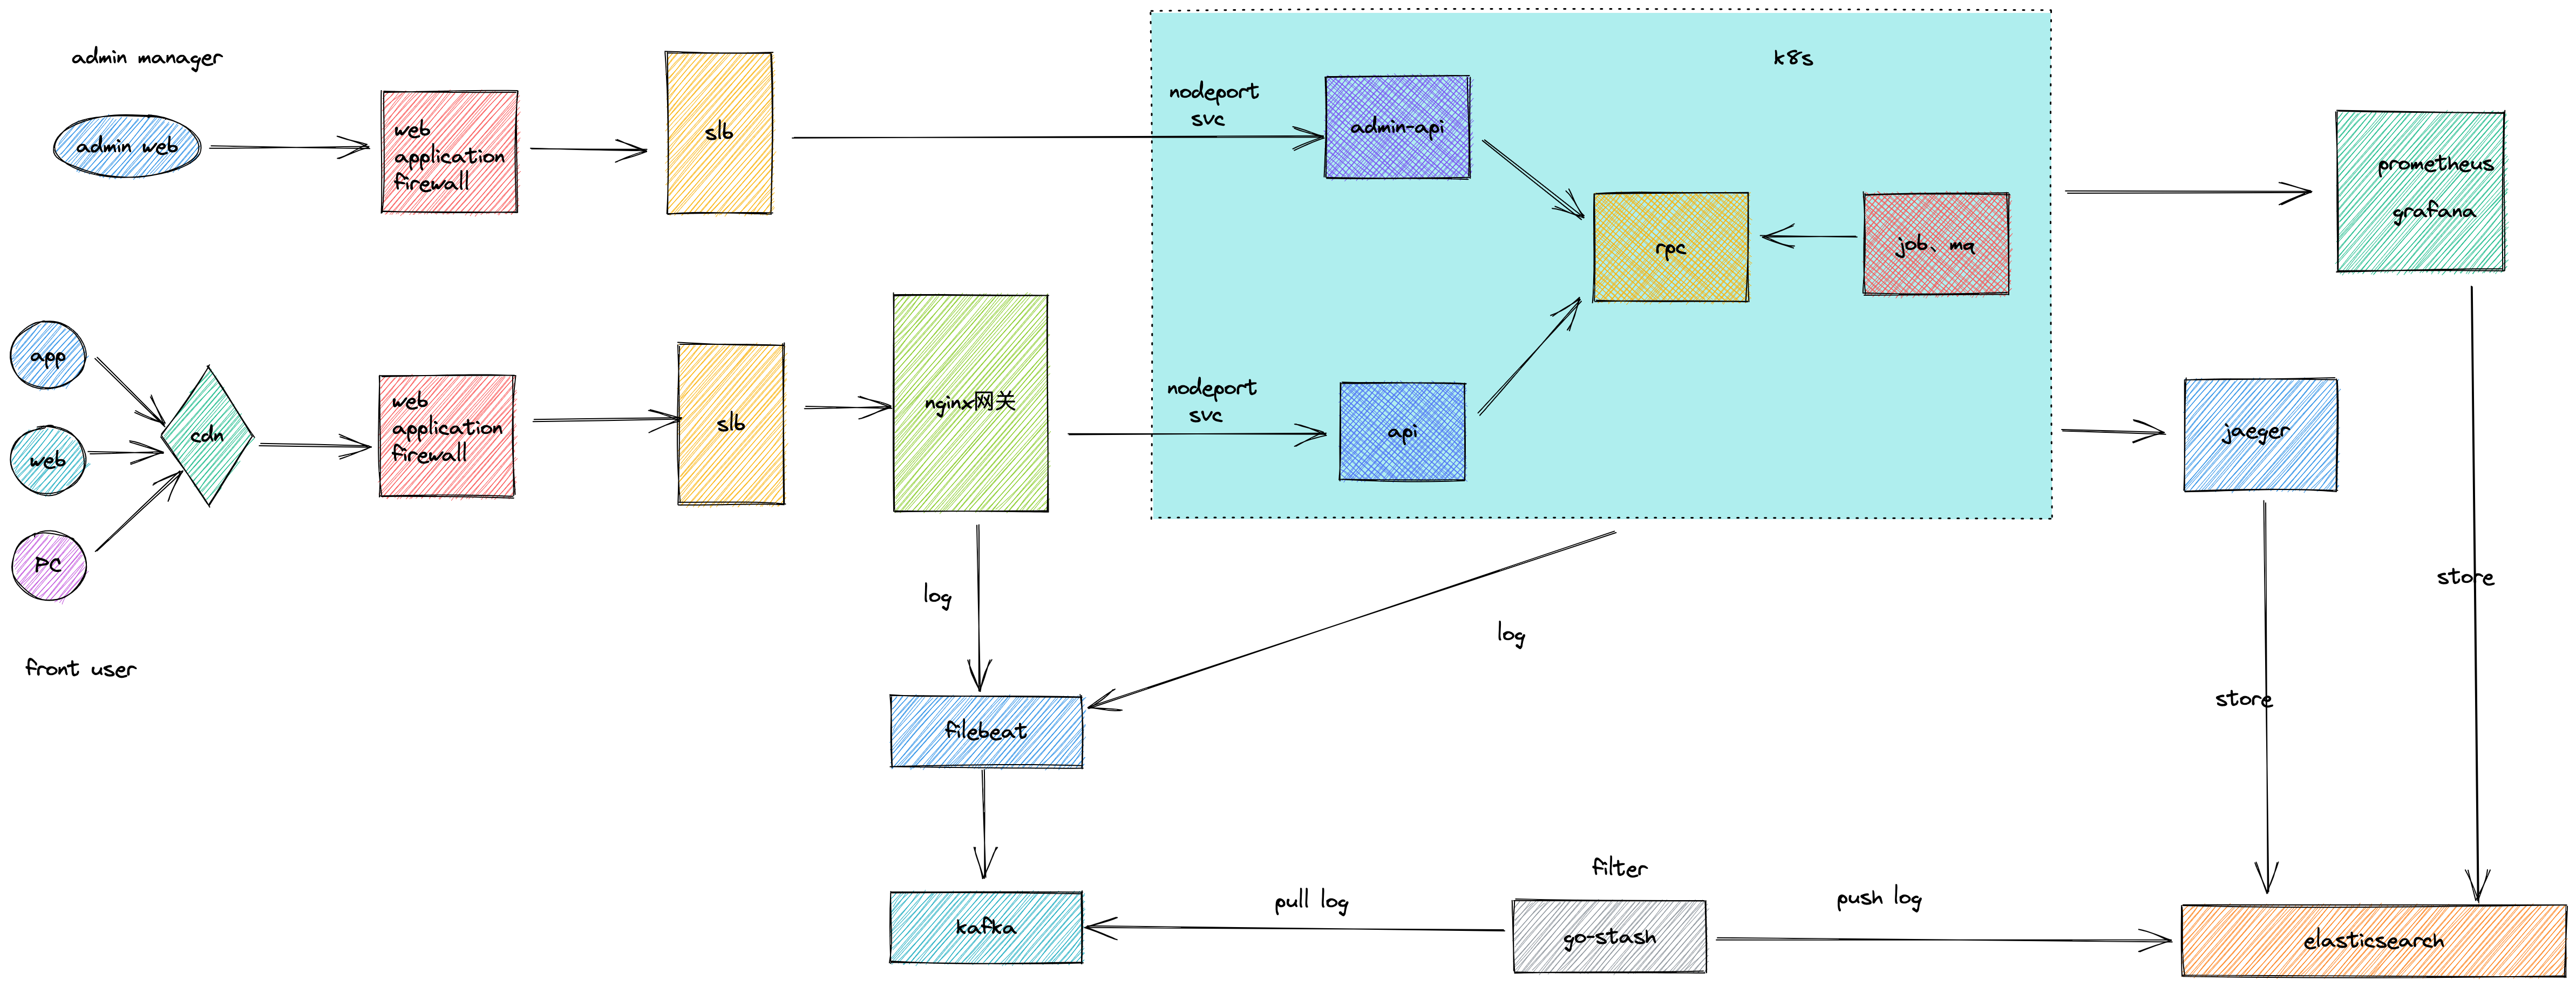 admin manager
admin web
web
application
firewall
slb
nodeport
svc
admin-api
k8s
rpc
job、mq
prometheus
grafana
app
web
PC
cdn
web
application
firewall
slb
nginx网关
nodeport
svc
api
jaeger
front user
log
log
store
store
filebeat
kafka
pull log
filter
go-stash
push log
elasticsearch